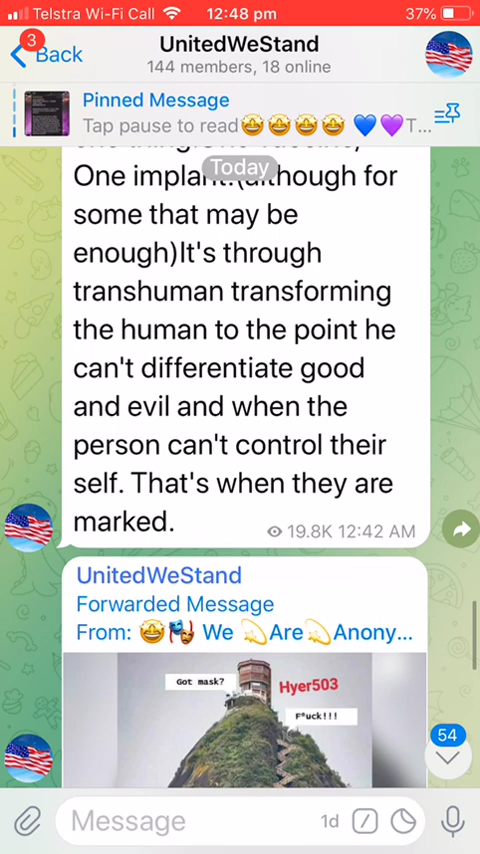 Telstra Wi-Fi Call 12:48 pm 37%
3
Back
UnitedWeStand
144 members, 18 online
Pinned Message
Tap pause to read🤩🤩🤩🤩 💙💜T...
Today
One implant.(although for
some that may be
enough)It's through
transhuman transforming
the human to the point he
can't differentiate good
and evil and when the
person can't control their
self. That's when they are
marked.
19.8K 12:42 AM
UnitedWeStand
Forwarded Message
From: 🤩🎭 We 💫Are💫Anony...
Got mask?
Hyer503
F*uck!!!
54
Message
1d